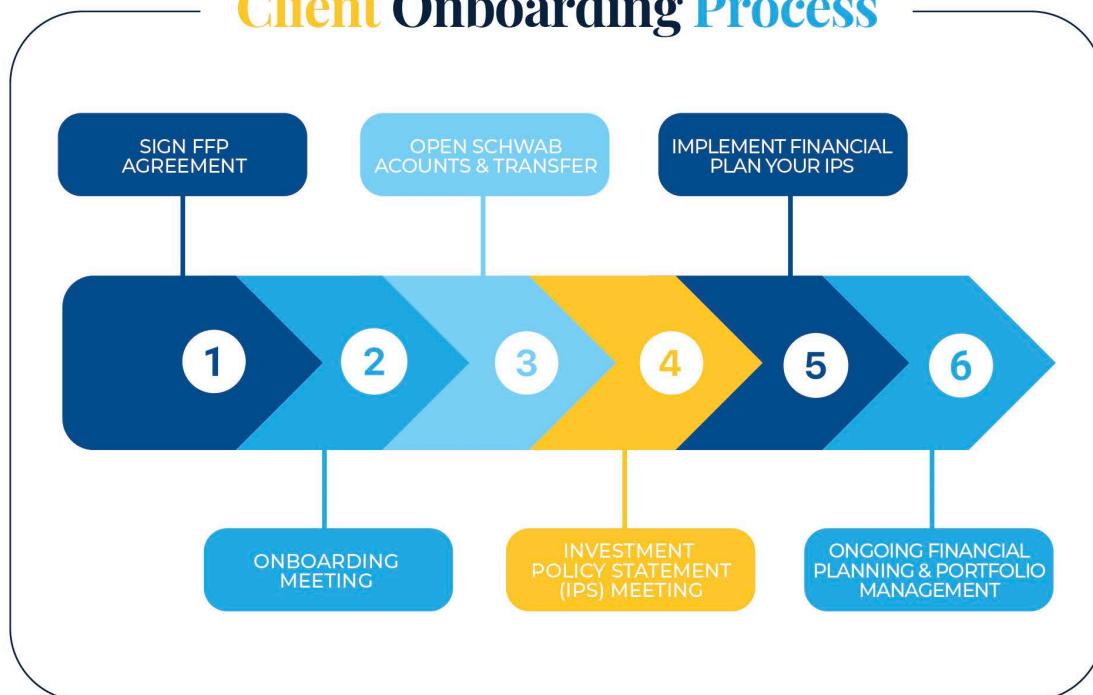 Client Onboarding Process
SIGN FFP
AGREEMENT
OPEN SCHWAB
ACOUNTS & TRANSFER
IMPLEMENT FINANCIAL
PLAN YOUR IPS
1
2
3
4
5
6
ONBOARDING
MEETING
INVESTMENT
POLICY STATEMENT
(IPS) MEETING
ONGOING FINANCIAL
PLANNING & PORTFOLIO
MANAGEMENT